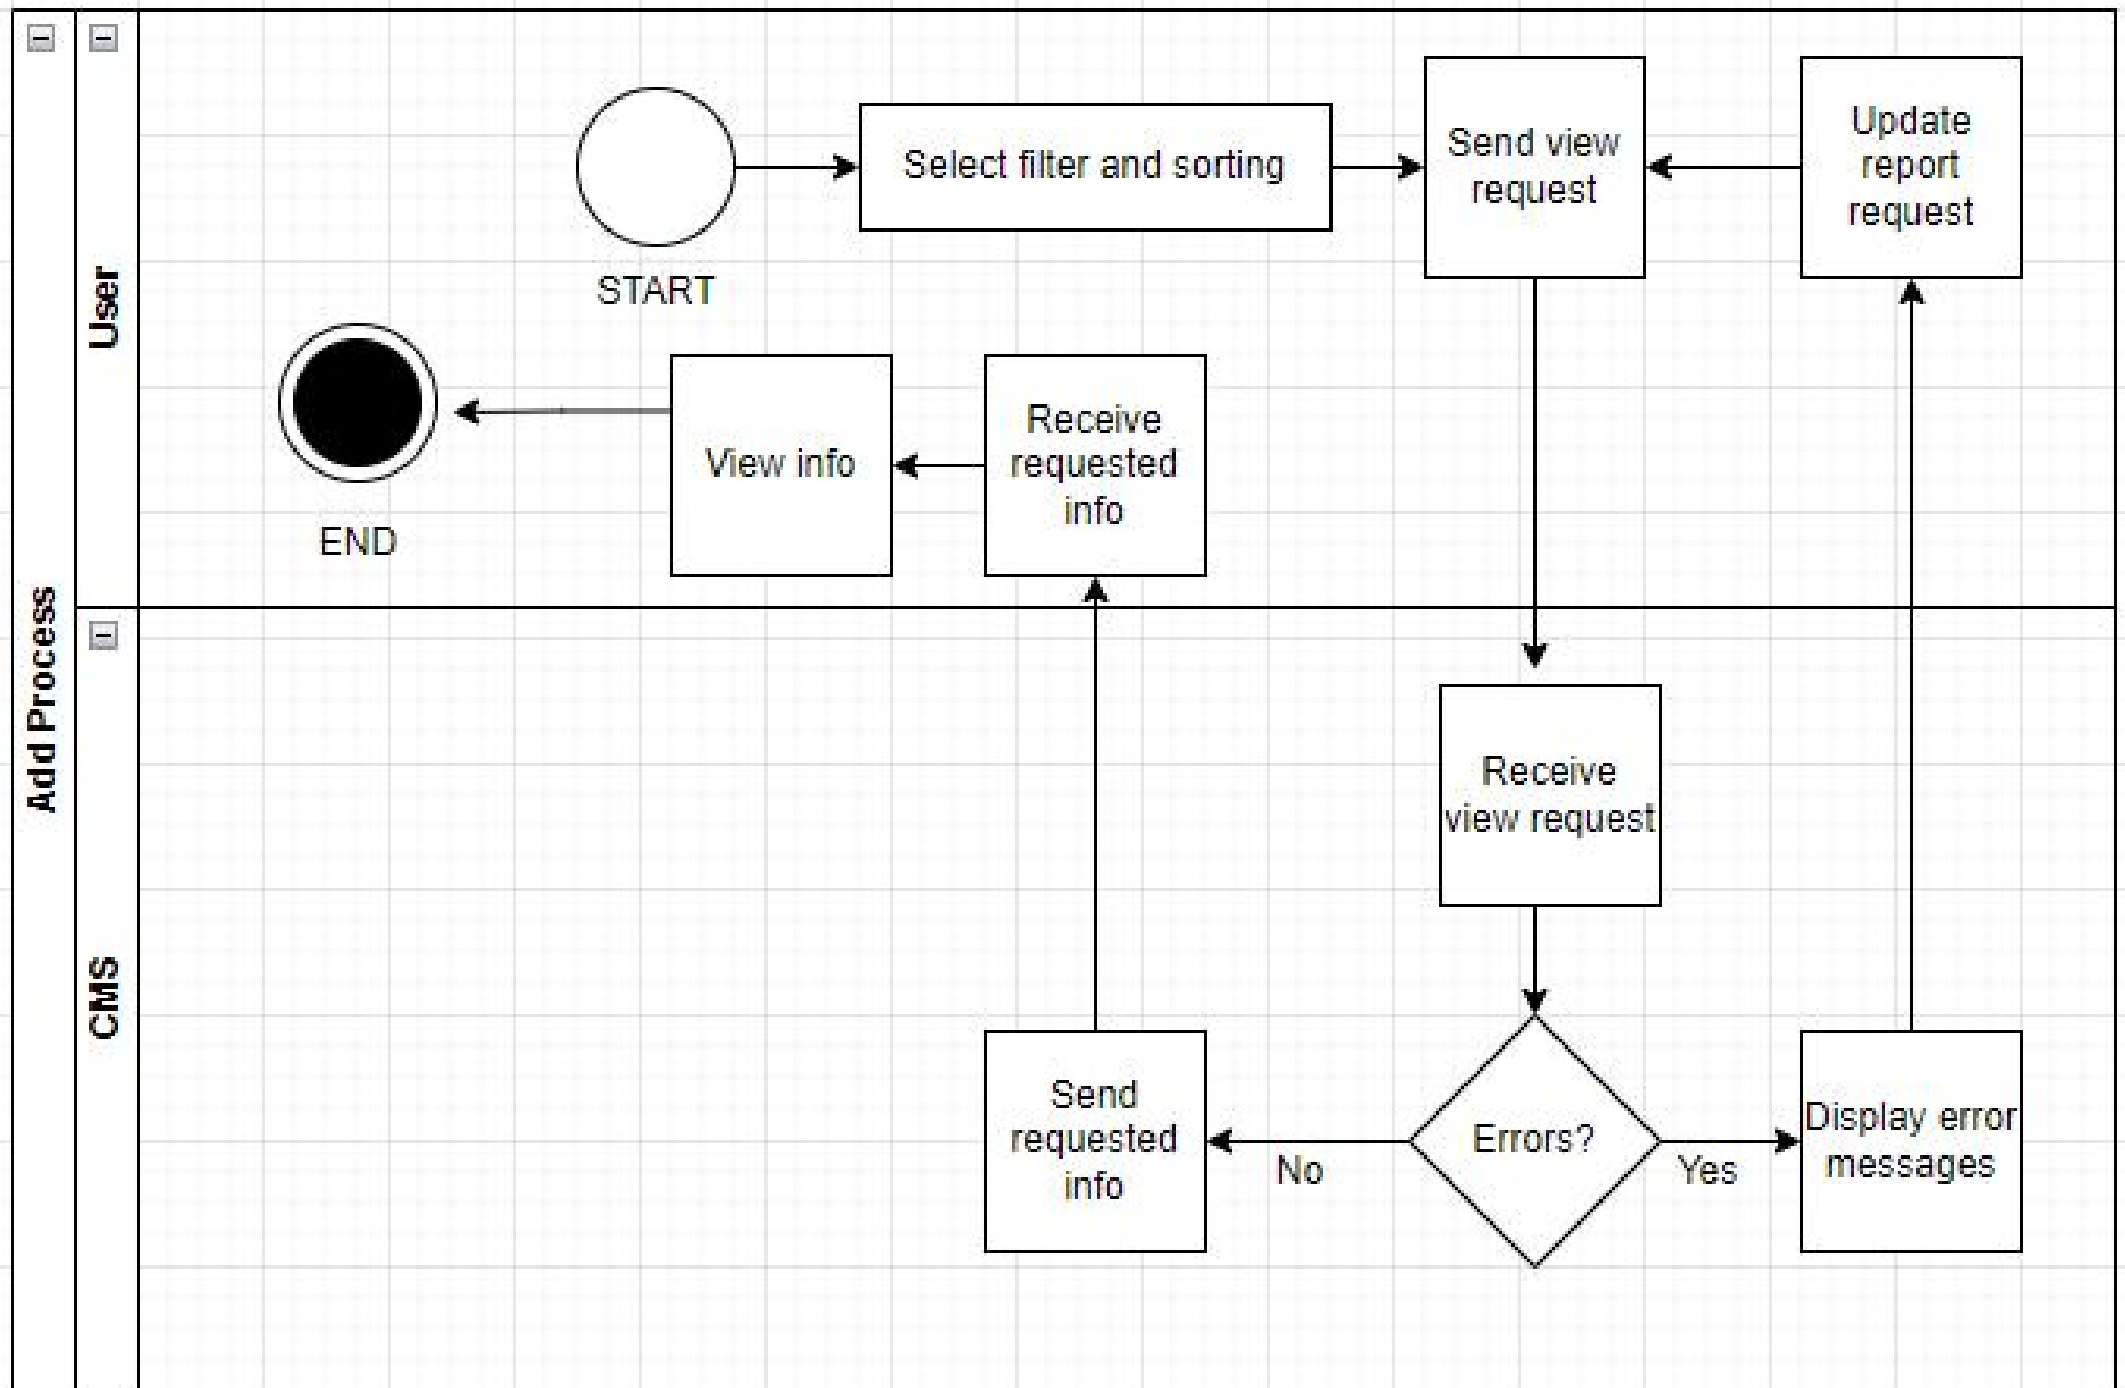 Add Process
User
START
Select filter and sorting
Send view
request
Update
report
request
END
View info
Receive
requested
info
CMS
Receive
view request
Send
requested
info
No
Errors?
Yes
Display error
messages